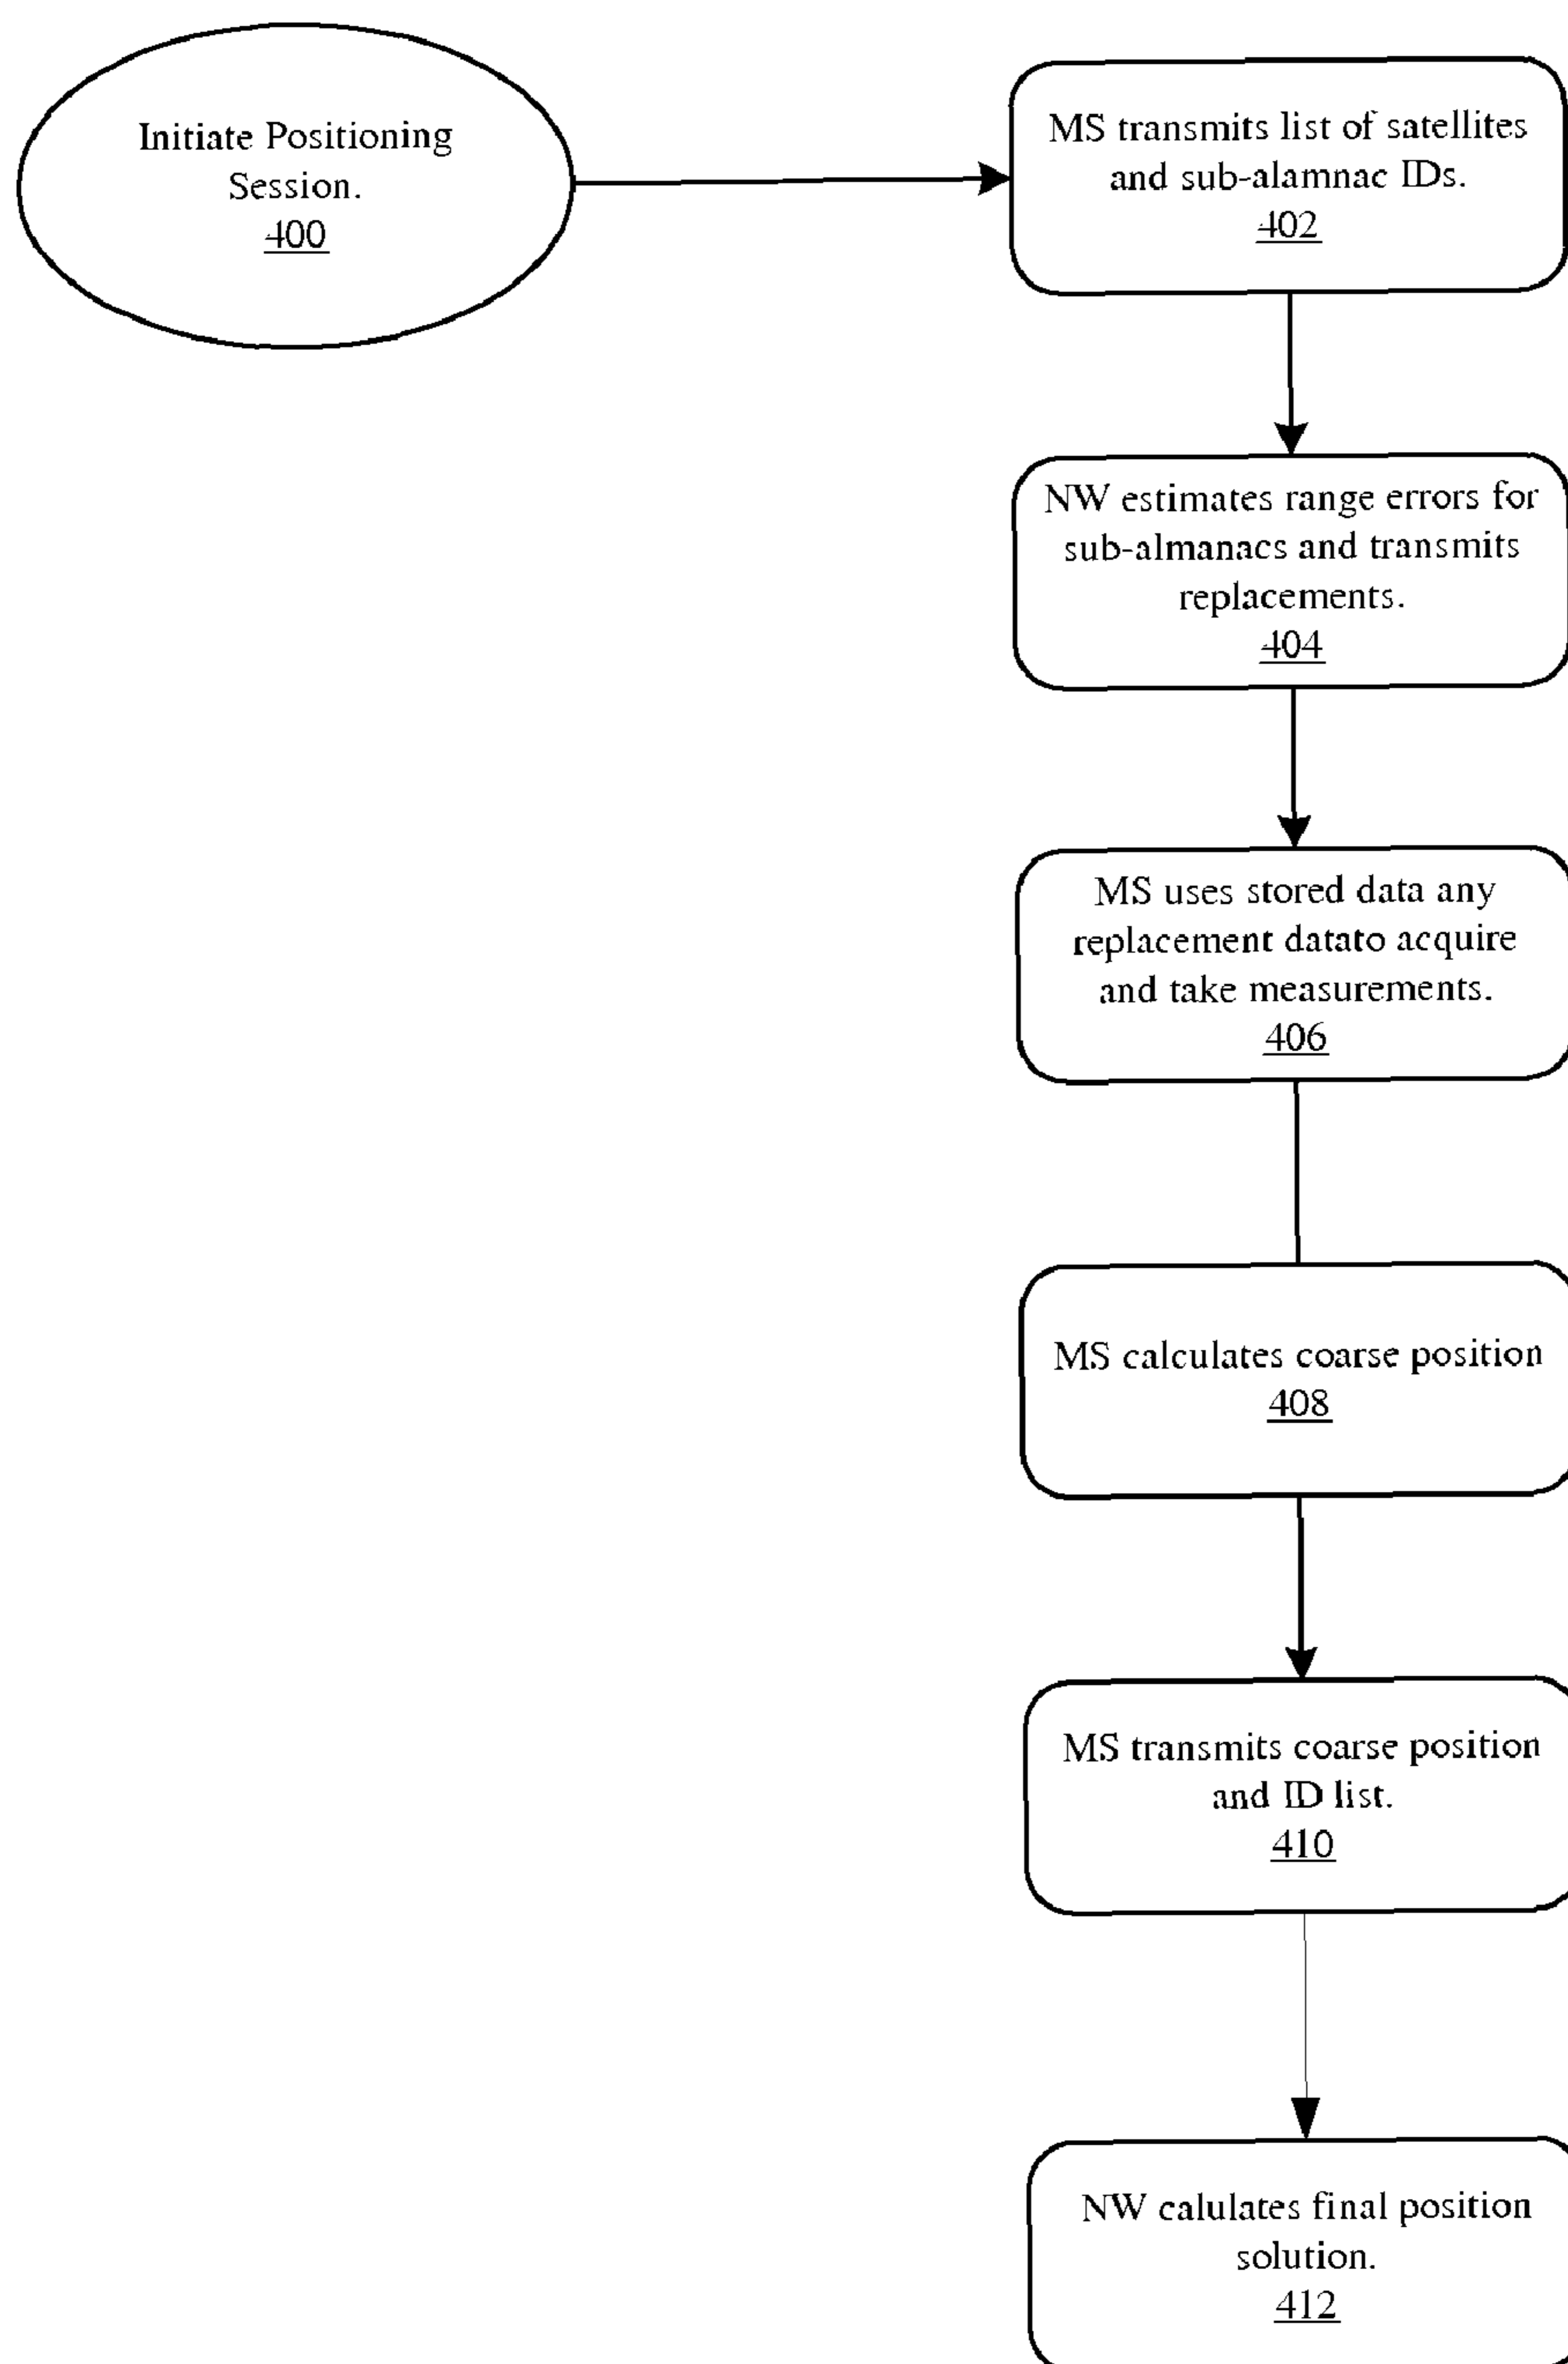 Initiate Positioning
Session.
400
MS transmits list of satellites
and sub-alamnac IDs.
402
NW estimates range errors for
sub-almanacs and transmits
replacements.
404
MS uses stored data any
replacement datato acquire
and take measurements.
406
MS calculates coarse position
408
MS transmits coarse position
and ID list.
410
NW calulates final position
solution.
412